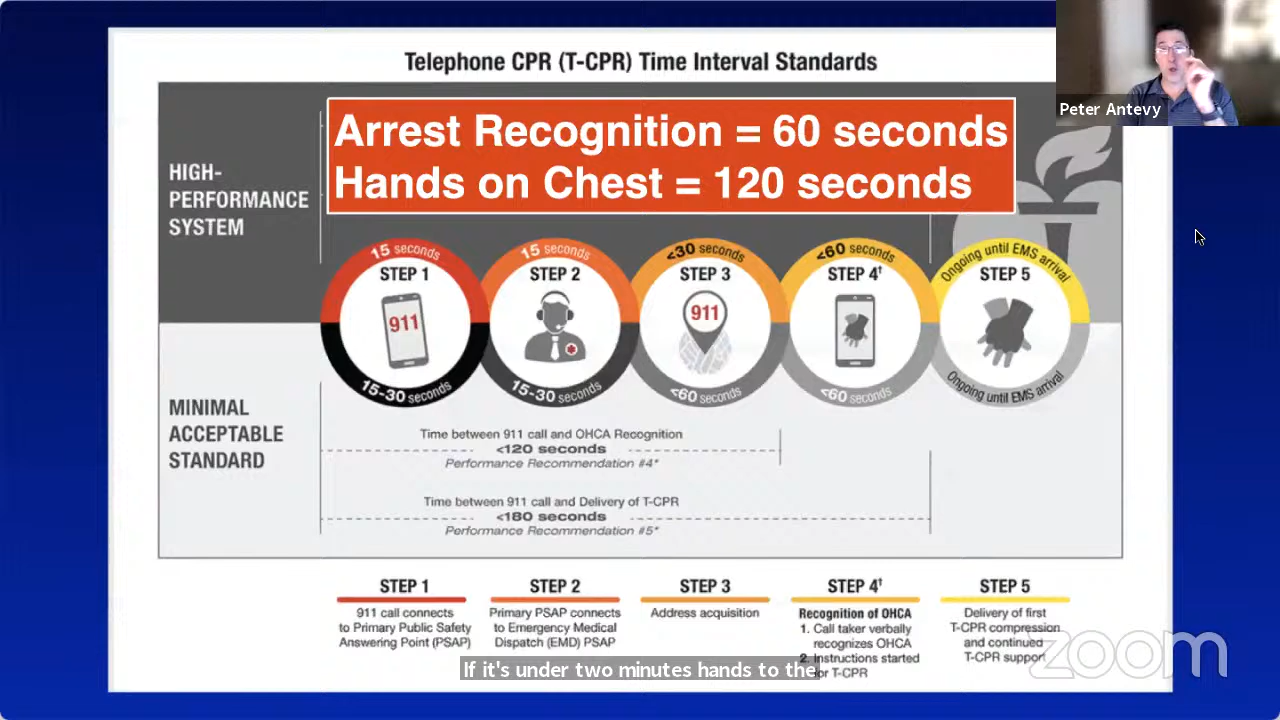 Telephone CPR (T-CPR) Time Interval Standards
Peter Antevy
Arrest Recognition = 60 seconds
Hands on Chest = 120 seconds
HIGH-
PERFORMANCE
SYSTEM
15 seconds
STEP 1
911
15-30 seconds
15 seconds
STEP 2
15-30 seconds
<30 seconds
STEP 3
911
<60 seconds
<60 seconds
STEP 4†
<60 seconds
Ongoing until EMS arrival
STEP 5
Ongoing until EMS arrival
MINIMAL
ACCEPTABLE
STANDARD
Time between 911 call and OHCA Recognition
<120 seconds
Performance Recommendation #4*
Time between 911 call and Delivery of T-CPR
<180 seconds
Performance Recommendation #5*
STEP 1
911 call connects
to Primary Public Safety
Answering Point (PSAP)
STEP 2
Primary PSAP connects
to Emergency Medical
Dispatch (EMD) PSAP
STEP 3
Address acquisition
STEP 4†
Recognition of OHCA
1. Call taker verbally
recognizes OHCA
2. Instructions started
for T-CPR
STEP 5
Delivery of first
T-CPR compression
and continued
T-CPR support
If it's under two minutes hands to the
zoom